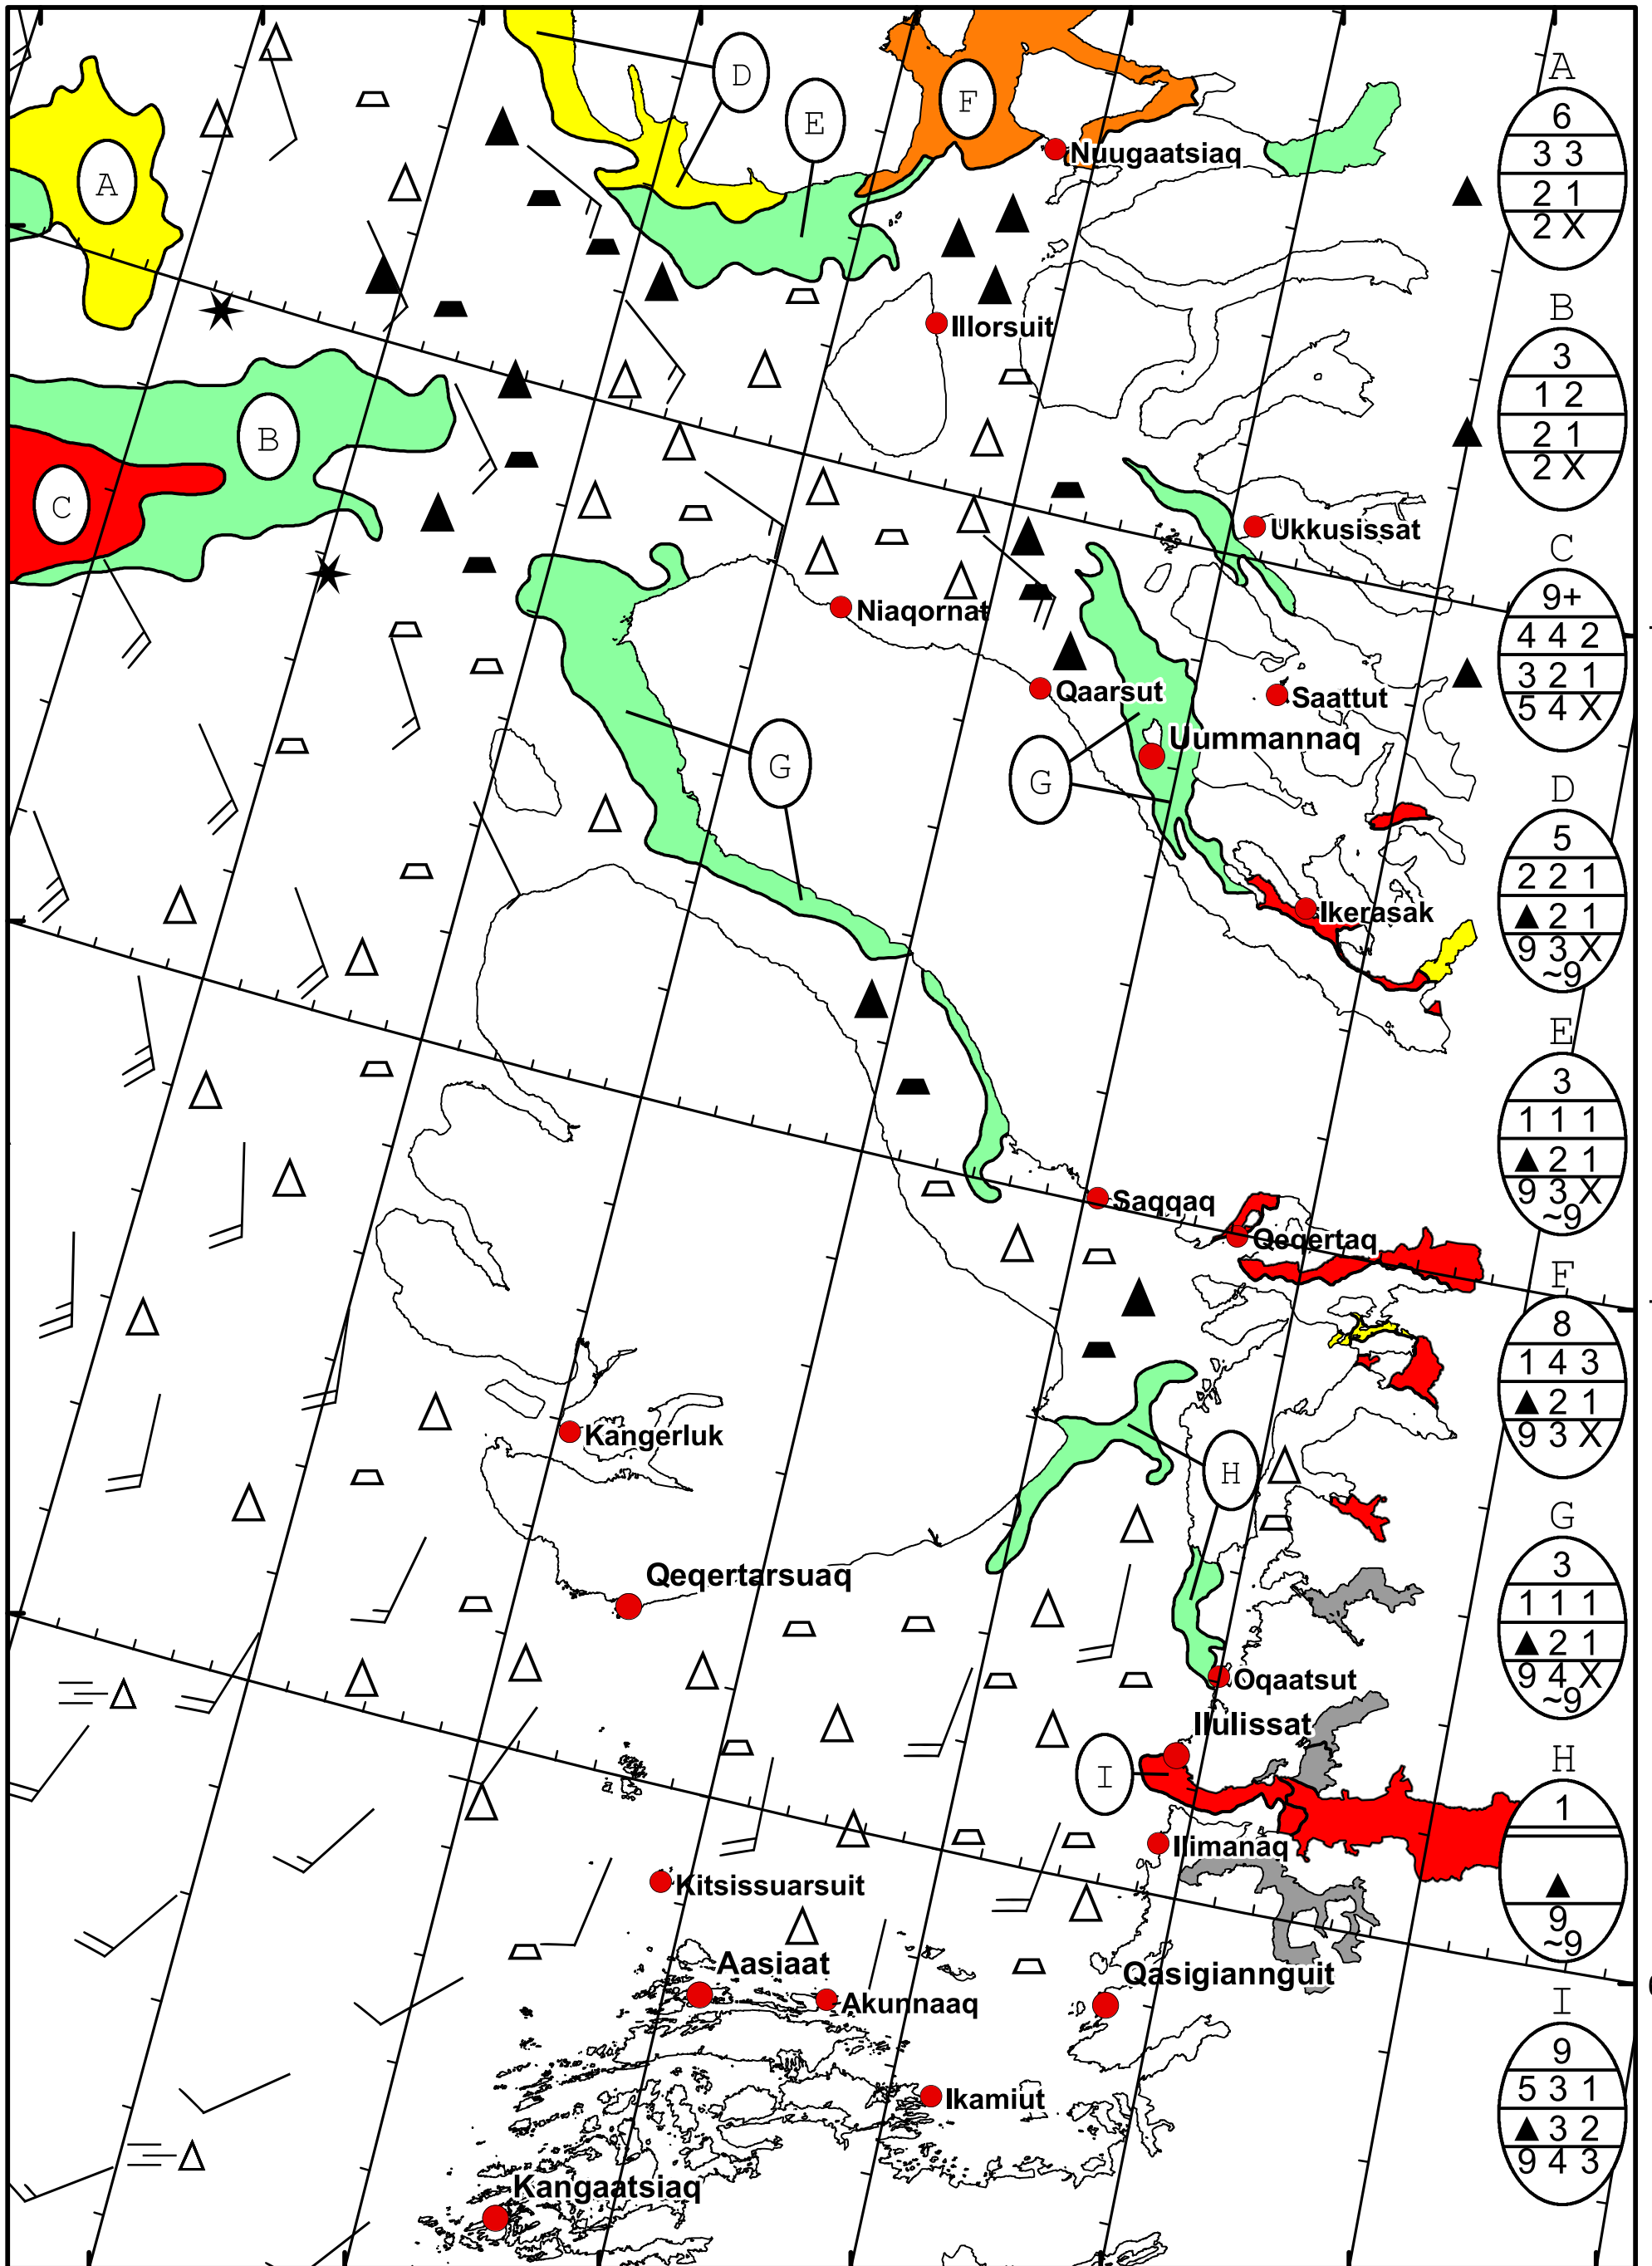 D
E
F
A
Nuugaatsiaq
Illorsuit
B
C
Ukkusissat
Niaqornat
Qaarsut
Saattut
Uummannaq
G
G
Ikerasak
Saqqaq
Qeqertaq
Kangerluk
H
Qeqertarsuaq
Oqaatsut
Ilulissat
I
Ilimanaq
Kitsissuarsuit
Aasiaat
Akunnaaq
Qasigiannguit
Ikamiut
Kangaatsiaq
A
6
3 3
2 1
2 X
B
3
1 2
2 1
2 X
C
9+
4 4 2
3 2 1
5 4 X
D
5
2 2 1
▲ 2 1
9 3 X
~9
E
3
1 1 1
▲ 2 1
9 3 X
~9
F
8
1 4 3
▲ 2 1
9 3 X
G
3
1 1 1
▲ 2 1
9 4 X
~9
H
1
▲
9
~9
I
9
5 3 1
▲ 3 2
9 4 3